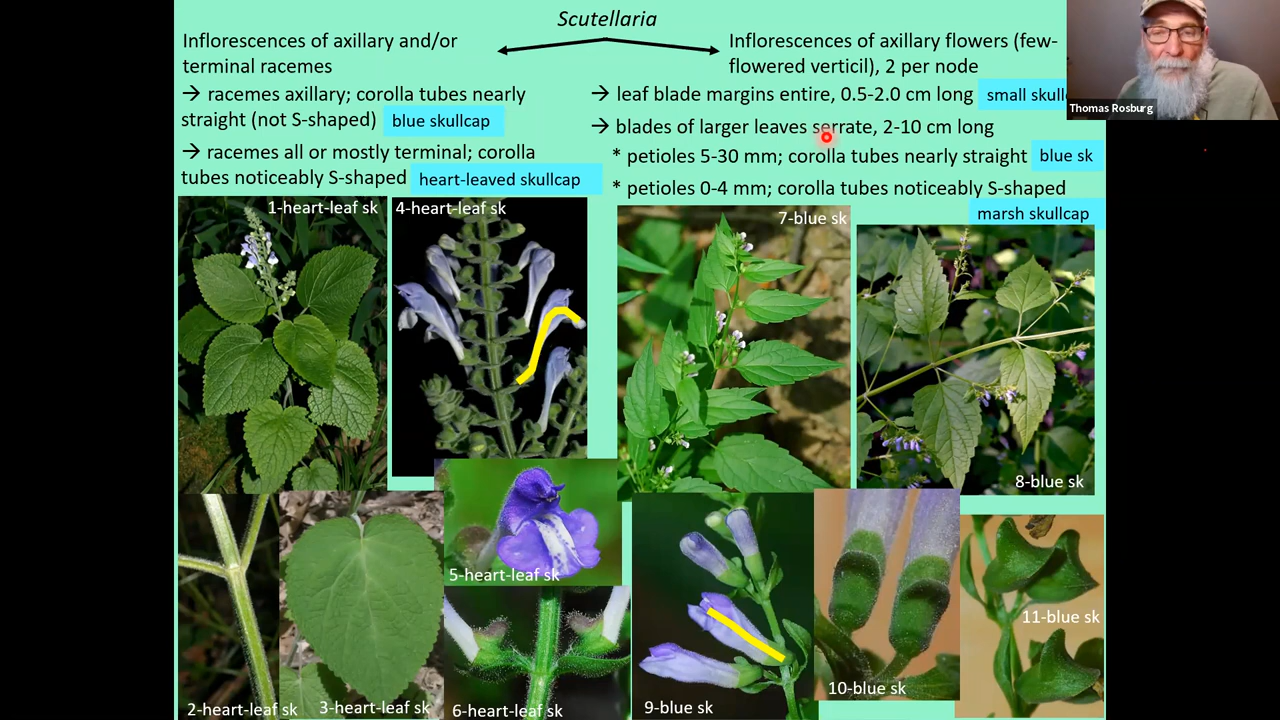 Scutellaria
Inflorescences of axillary and/or
terminal racemes
→ racemes axillary; corolla tubes nearly
straight (not S-shaped) blue skullcap
→ racemes all or mostly terminal; corolla
tubes noticeably S-shaped heart-leaved skullcap
Inflorescences of axillary flowers (few-
flowered verticil), 2 per node
→ leaf blade margins entire, 0.5-2.0 cm long small
→ blades of larger leaves serrate, 2-10 cm long
* petioles 5-30 mm; corolla tubes nearly straight blue sk
* petioles 0-4 mm; corolla tubes noticeably S-shaped
marsh skullcap
Thomas Rosburg
1-heart-leaf sk
4-heart-leaf sk
7-blue sk
8-blue sk
5-heart-leaf sk
11-blue sk
10-blue sk
2-heart-leaf sk
3-heart-leaf sk
6-heart-leaf sk
9-blue sk